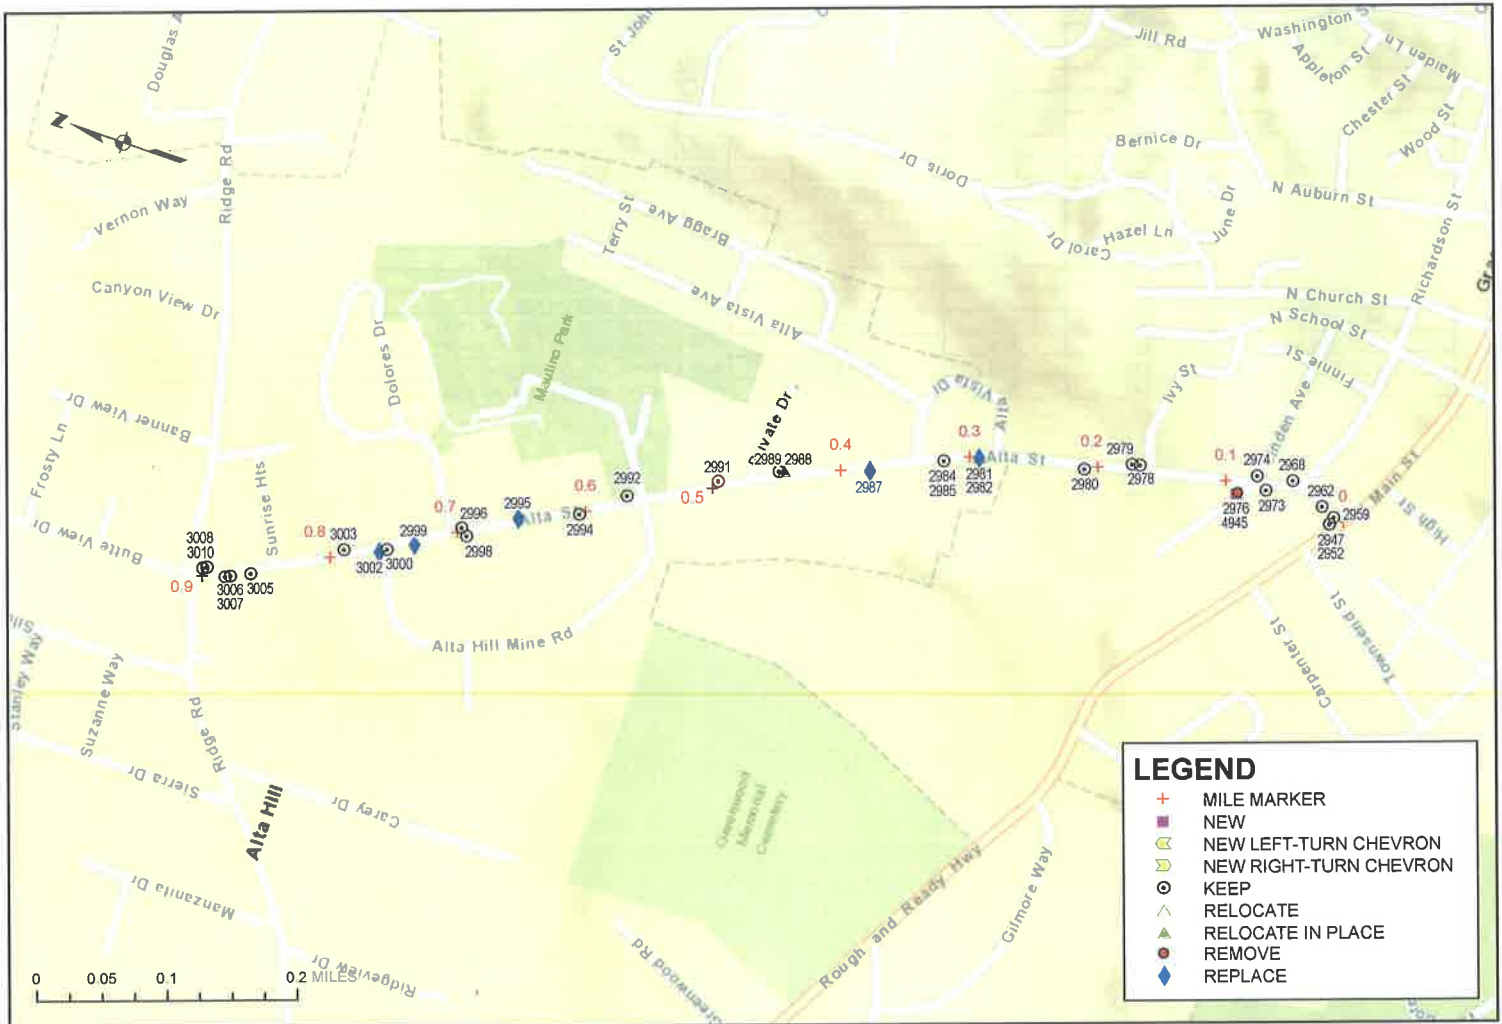 Washington St
Maiden Ln
Appleton St
Jill Rd
Chester St
Wood St
Douglas A
St John
Z
Bernice Dr
Doris Dr
Ridge Rd
Vernon Way
N Auburn St
June Dr
Hazel Ln
Carol Dr
Richardson St
Terry St
Bragg Ave
Canyon View Dr
Alta Vista Ave
N Church St
N School St
Finnie St
Dolores Dr
Mautino Park
Ivy St
Banner View Dr
Frosty Ln
Alta Vista Dr
Main St
High St
Sunrise Hts
Butte View Dr
Alta St
Alta St
0.4
0.3
0.2
0.1
0
0.5
0.6
0.7
0.8
0.9
2989
2988
2991
2992
2987
2984
2985
2981
2982
2980
2979
2978
2974
2968
2976
4945
2973
2962
2959
2947
2952
2994
2995
2996
2998
2999
3000
3002
3003
3005
3006
3007
3008
3010
Alta Hill Mine Rd
Stanley Way
Suzanne Way
Ridge Rd
Sierra Dr
Carey Dr
Alta Hill
Manzanita Dr
Ridgeview Dr
Memorial
Cemetery
Greenwood Rd
Rough and Ready Hwy
Gilmore Way
Carpenter St
Townsend St
0 0.05 0.1 0.2 MILES
LEGEND
MILE MARKER
NEW
NEW LEFT-TURN CHEVRON
NEW RIGHT-TURN CHEVRON
KEEP
RELOCATE
RELOCATE IN PLACE
REMOVE
REPLACE